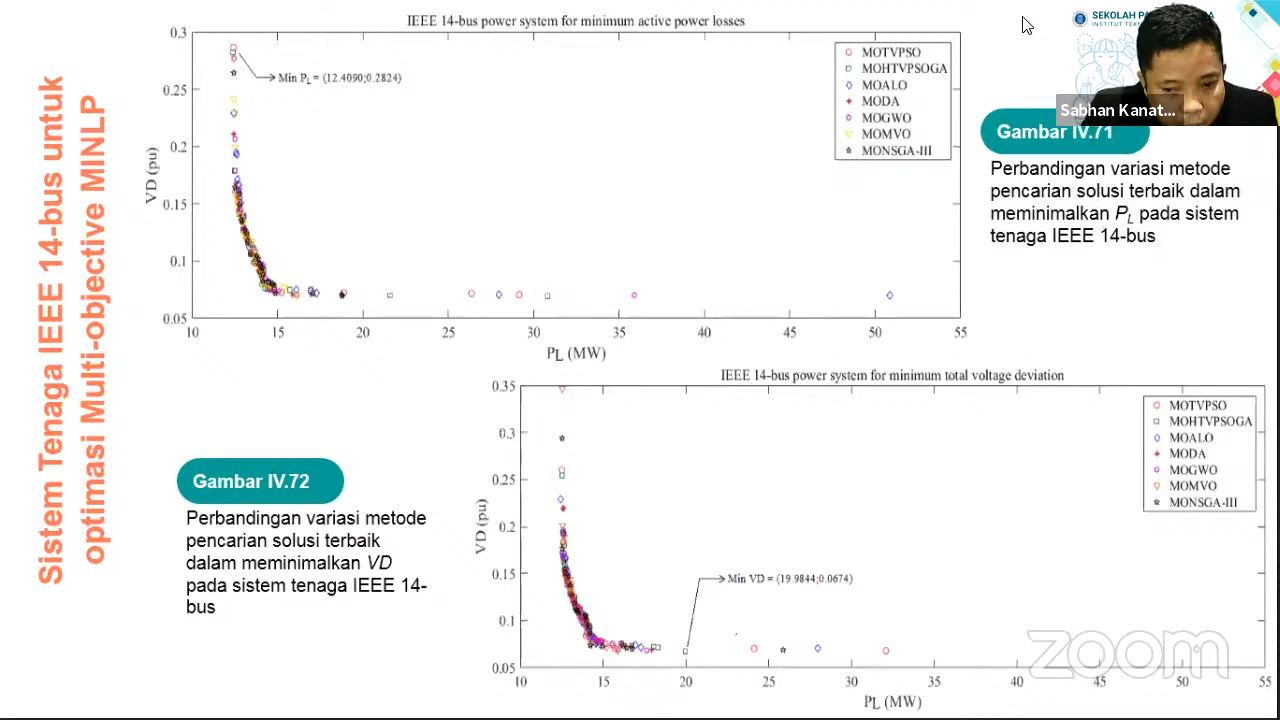 Sistem Tenaga IEEE 14-bus untuk
optimasi Multi-objective MINLP
IEEE 14-bus power system for minimum active power losses
0.3
0.25
0.2
0.15
0.1
0.05
VD (pu)
10 15 20 25 30 35 40 45 50 55
PL (MW)
Min PL = (12.4090;0.2824)
MOTVPSO
MOHTVPSOGA
MOALO
MODA
MOGWO
MOMVO
MONSGA-III
SEKOLAH
Sabhan Kanat...
Gambar IV.71
Perbandingan variasi metode
pencarian solusi terbaik dalam
meminimalkan PL pada sistem
tenaga IEEE 14-bus
Gambar IV.72
Perbandingan variasi metode
pencarian solusi terbaik
dalam meminimalkan VD
pada sistem tenaga IEEE 14-
bus
IEEE 14-bus power system for minimum total voltage deviation
0.35
0.3
0.25
0.2
0.15
0.1
0.05
VD (pu)
10 15 20 25 30 35 40 45 50 55
PL (MW)
Min VD = (19.9844;0.0674)
MOTVPSO
MOHTVPSOGA
MOALO
MODA
MOGWO
MOMVO
MONSGA-III
zoom